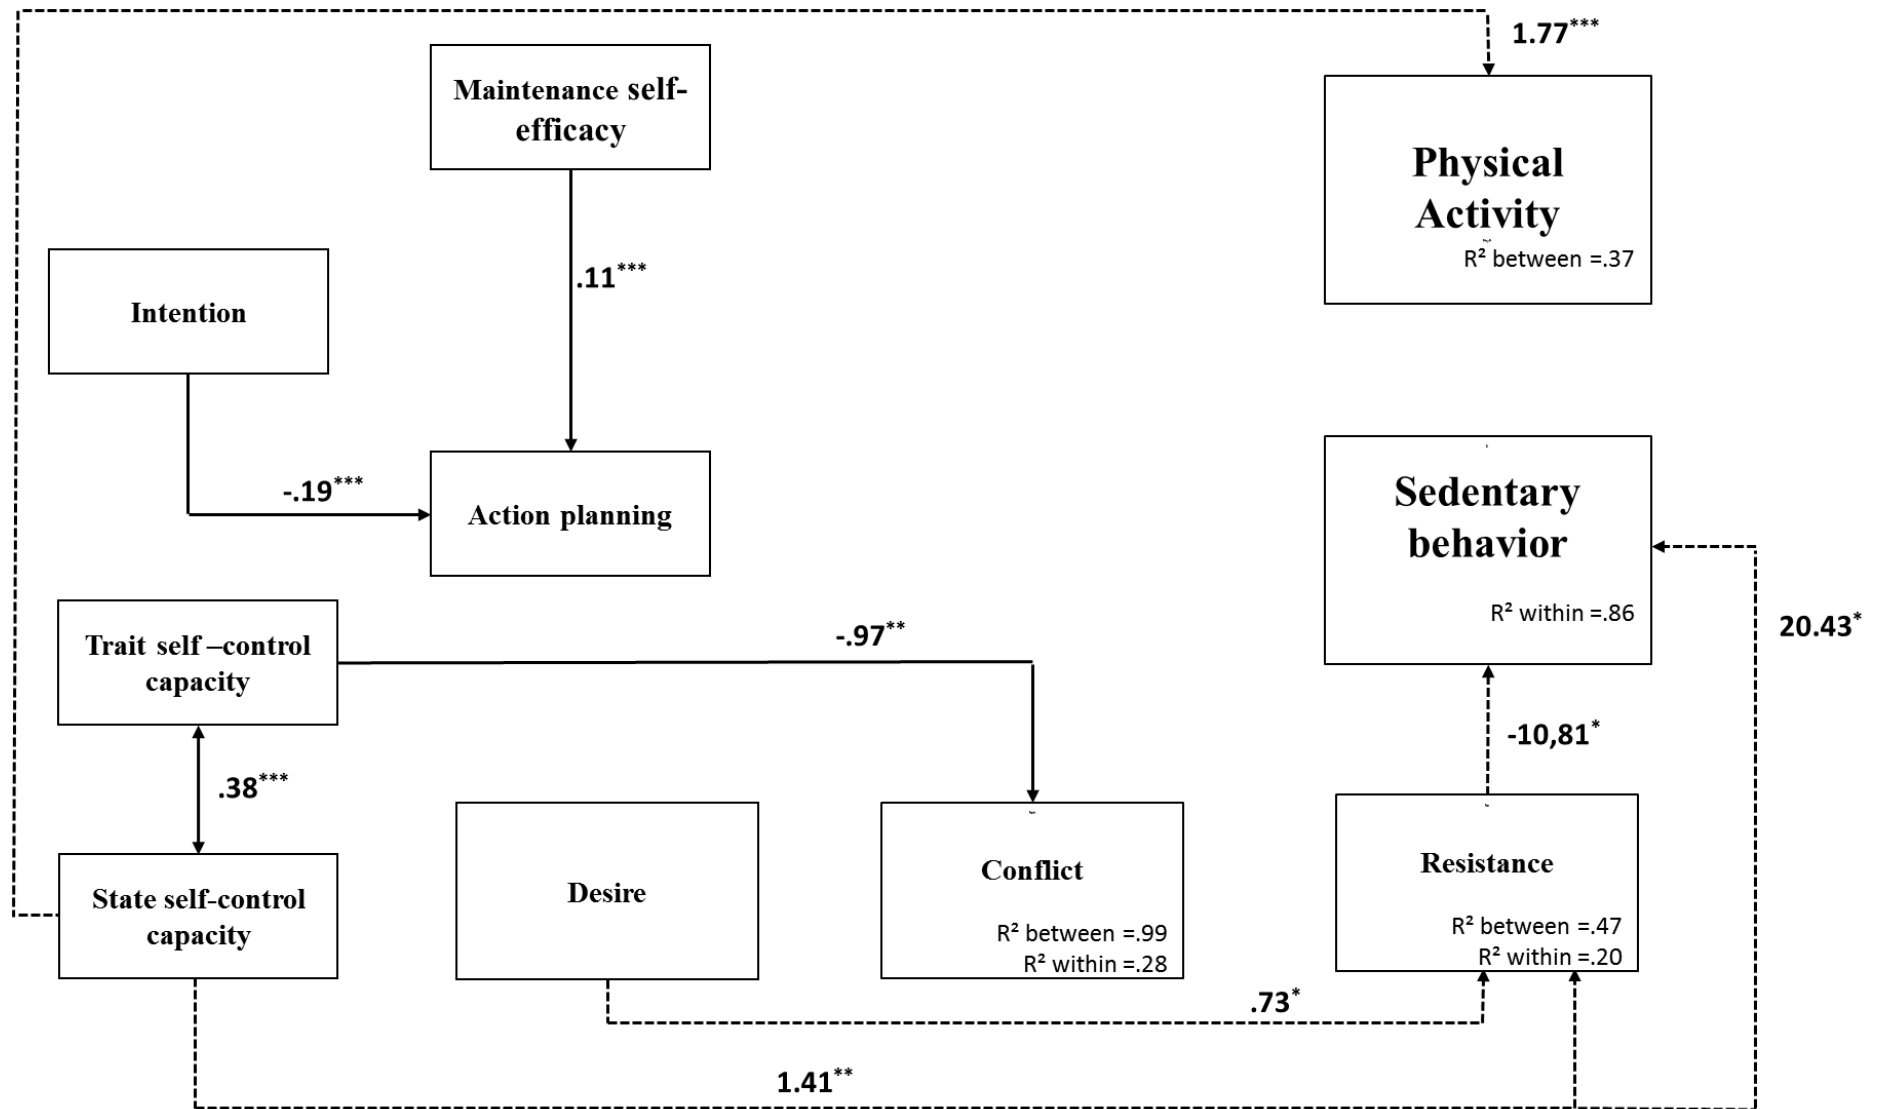 1.77***
Maintenance self-
efficacy
Physical
Activity
R² between =.37
.11***
Intention
-.19***
Action planning
Sedentary
behavior
R² within =.86
20.43*
Trait self –control
capacity
-.97**
-10,81*
.38***
State self-control
capacity
Desire
Conflict
R² between =.99
R² within =.28
Resistance
R² between =.47
R² within =.20
.73*
1.41**